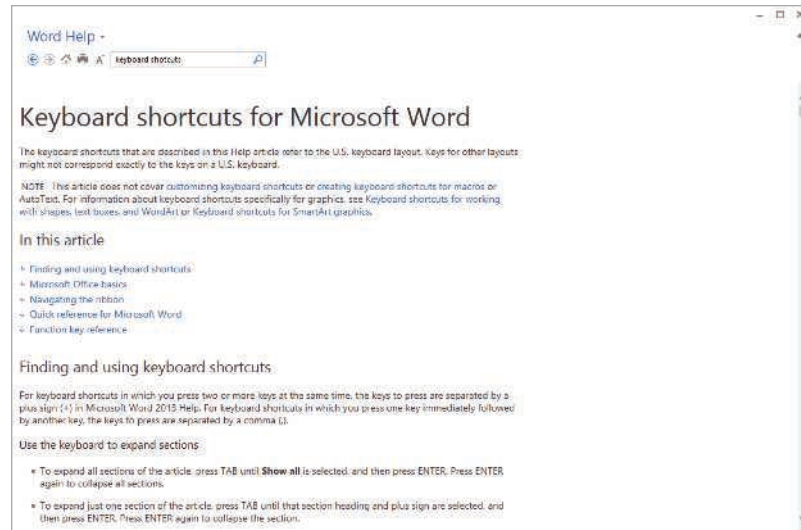 Word Help
keyboard shotcuts
Keyboard shortcuts for Microsoft Word
The keyboard shortcuts that are described in this Help article refer to the U.S. keyboard layout. Keys for other layouts
might not correspond exactly to the keys on a U.S. keyboard.
NOTE This article does not cover customizing keyboard shortcuts or creating keyboard shortcuts for macros or
AutoText. For information about keyboard shortcuts specifically for graphics, see Keyboard shortcuts for working
with shapes, text boxes, and WordArt or Keyboard shortcuts for SmartArt graphics.
In this article
Finding and using keyboard shortcuts
Microsoft Office basics
Navigating the ribbon
Quick reference for Microsoft Word
Function key reference
Finding and using keyboard shortcuts
For keyboard shortcuts in which you press two or more keys at the same time, the keys to press are separated by a
plus sign (+) in Microsoft Word 2013 Help. For keyboard shortcuts in which you press one key immediately followed
by another key, the keys to press are separated by a comma (,).
Use the keyboard to expand sections
To expand all sections of the article, press TAB until Show all is selected, and then press ENTER. Press ENTER
again to collapse all sections.
To expand just one section of the article, press TAB until that section heading and plus sign are selected, and
then press ENTER. Press ENTER again to collapse the section.